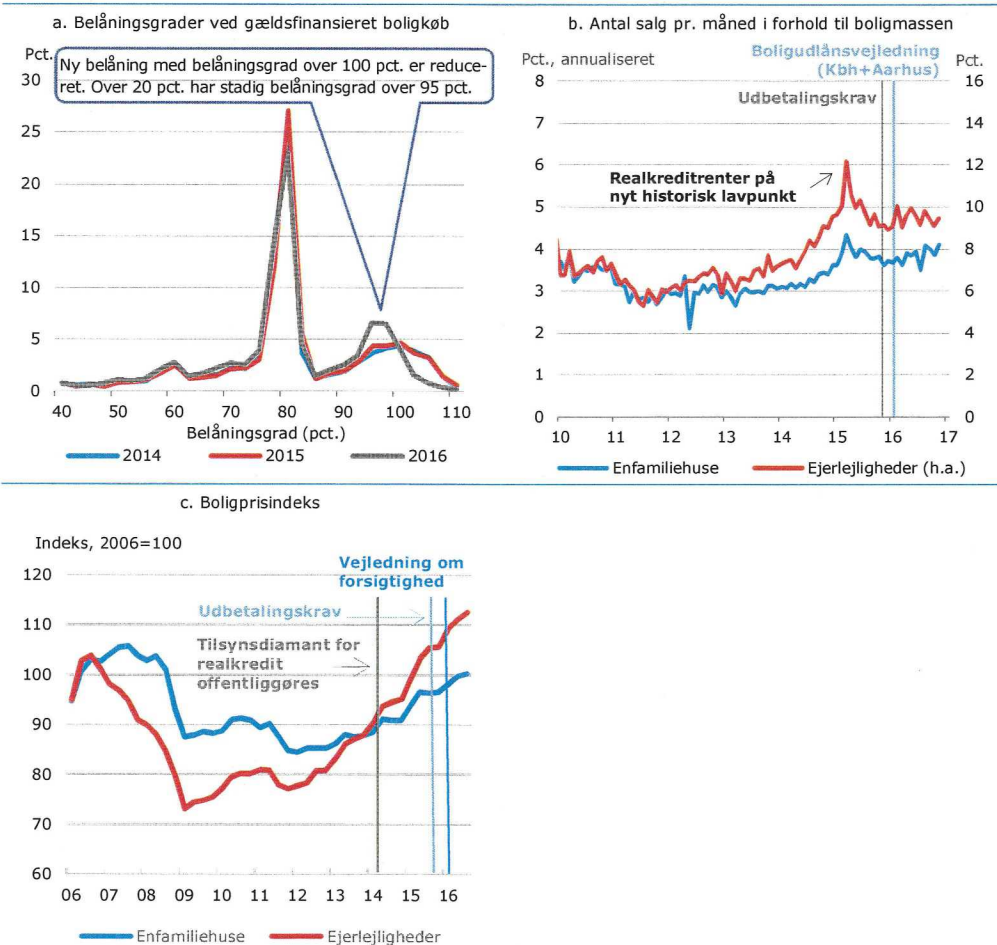 a. Belåningsgrader ved gældsfinansieret boligkøb
Pct.
Ny belåning med belåningsgrad over 100 pct. er reduce-
ret. Over 20 pct. har stadig belåningsgrad over 95 pct.
30
25
20
15
10
5
0
40 50 60 70 80 90 100 110
Belåningsgrad (pct.)
2014 2015 2016
b. Antal salg pr. måned i forhold til boligmassen
Pct., annualiseret
Boligudlånsvejledning
(Kbh+Aarhus)
Pct.
Udbetalingskrav
Realkreditrenter på
nyt historisk lavpunkt
8
7
6
5
4
3
2
1
0
16
14
12
10
8
6
4
2
0
10 11 12 13 14 15 16 17
Enfamiliehuse Ejerlejligheder (h.a.)
c. Boligprisindeks
Indeks, 2006=100
Vejledning om
forsigtighed
Udbetalingskrav
Tilsynsdiamant for
realkredit
offentliggøres
120
110
100
90
80
70
60
06 07 08 09 10 11 12 13 14 15 16
Enfamiliehuse Ejerlejligheder